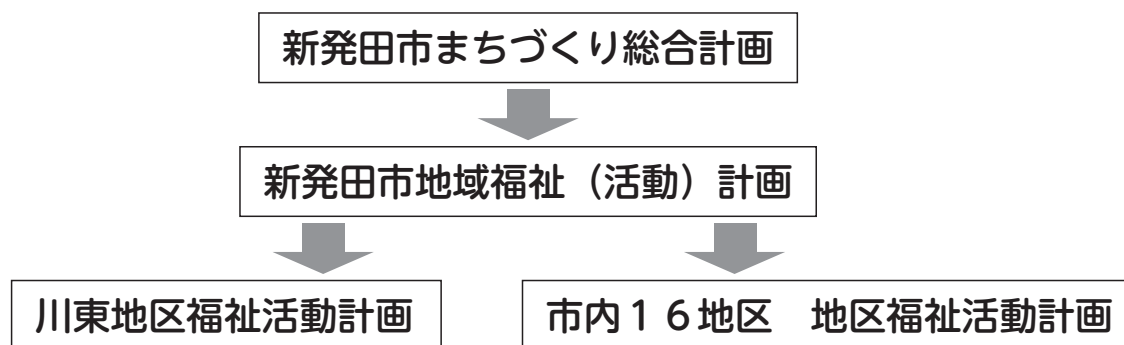 新発田市まちづくり総合計画
新発田市地域福祉（活動）計画
川東地区福祉活動計画
市内１６地区　地区福祉活動計画